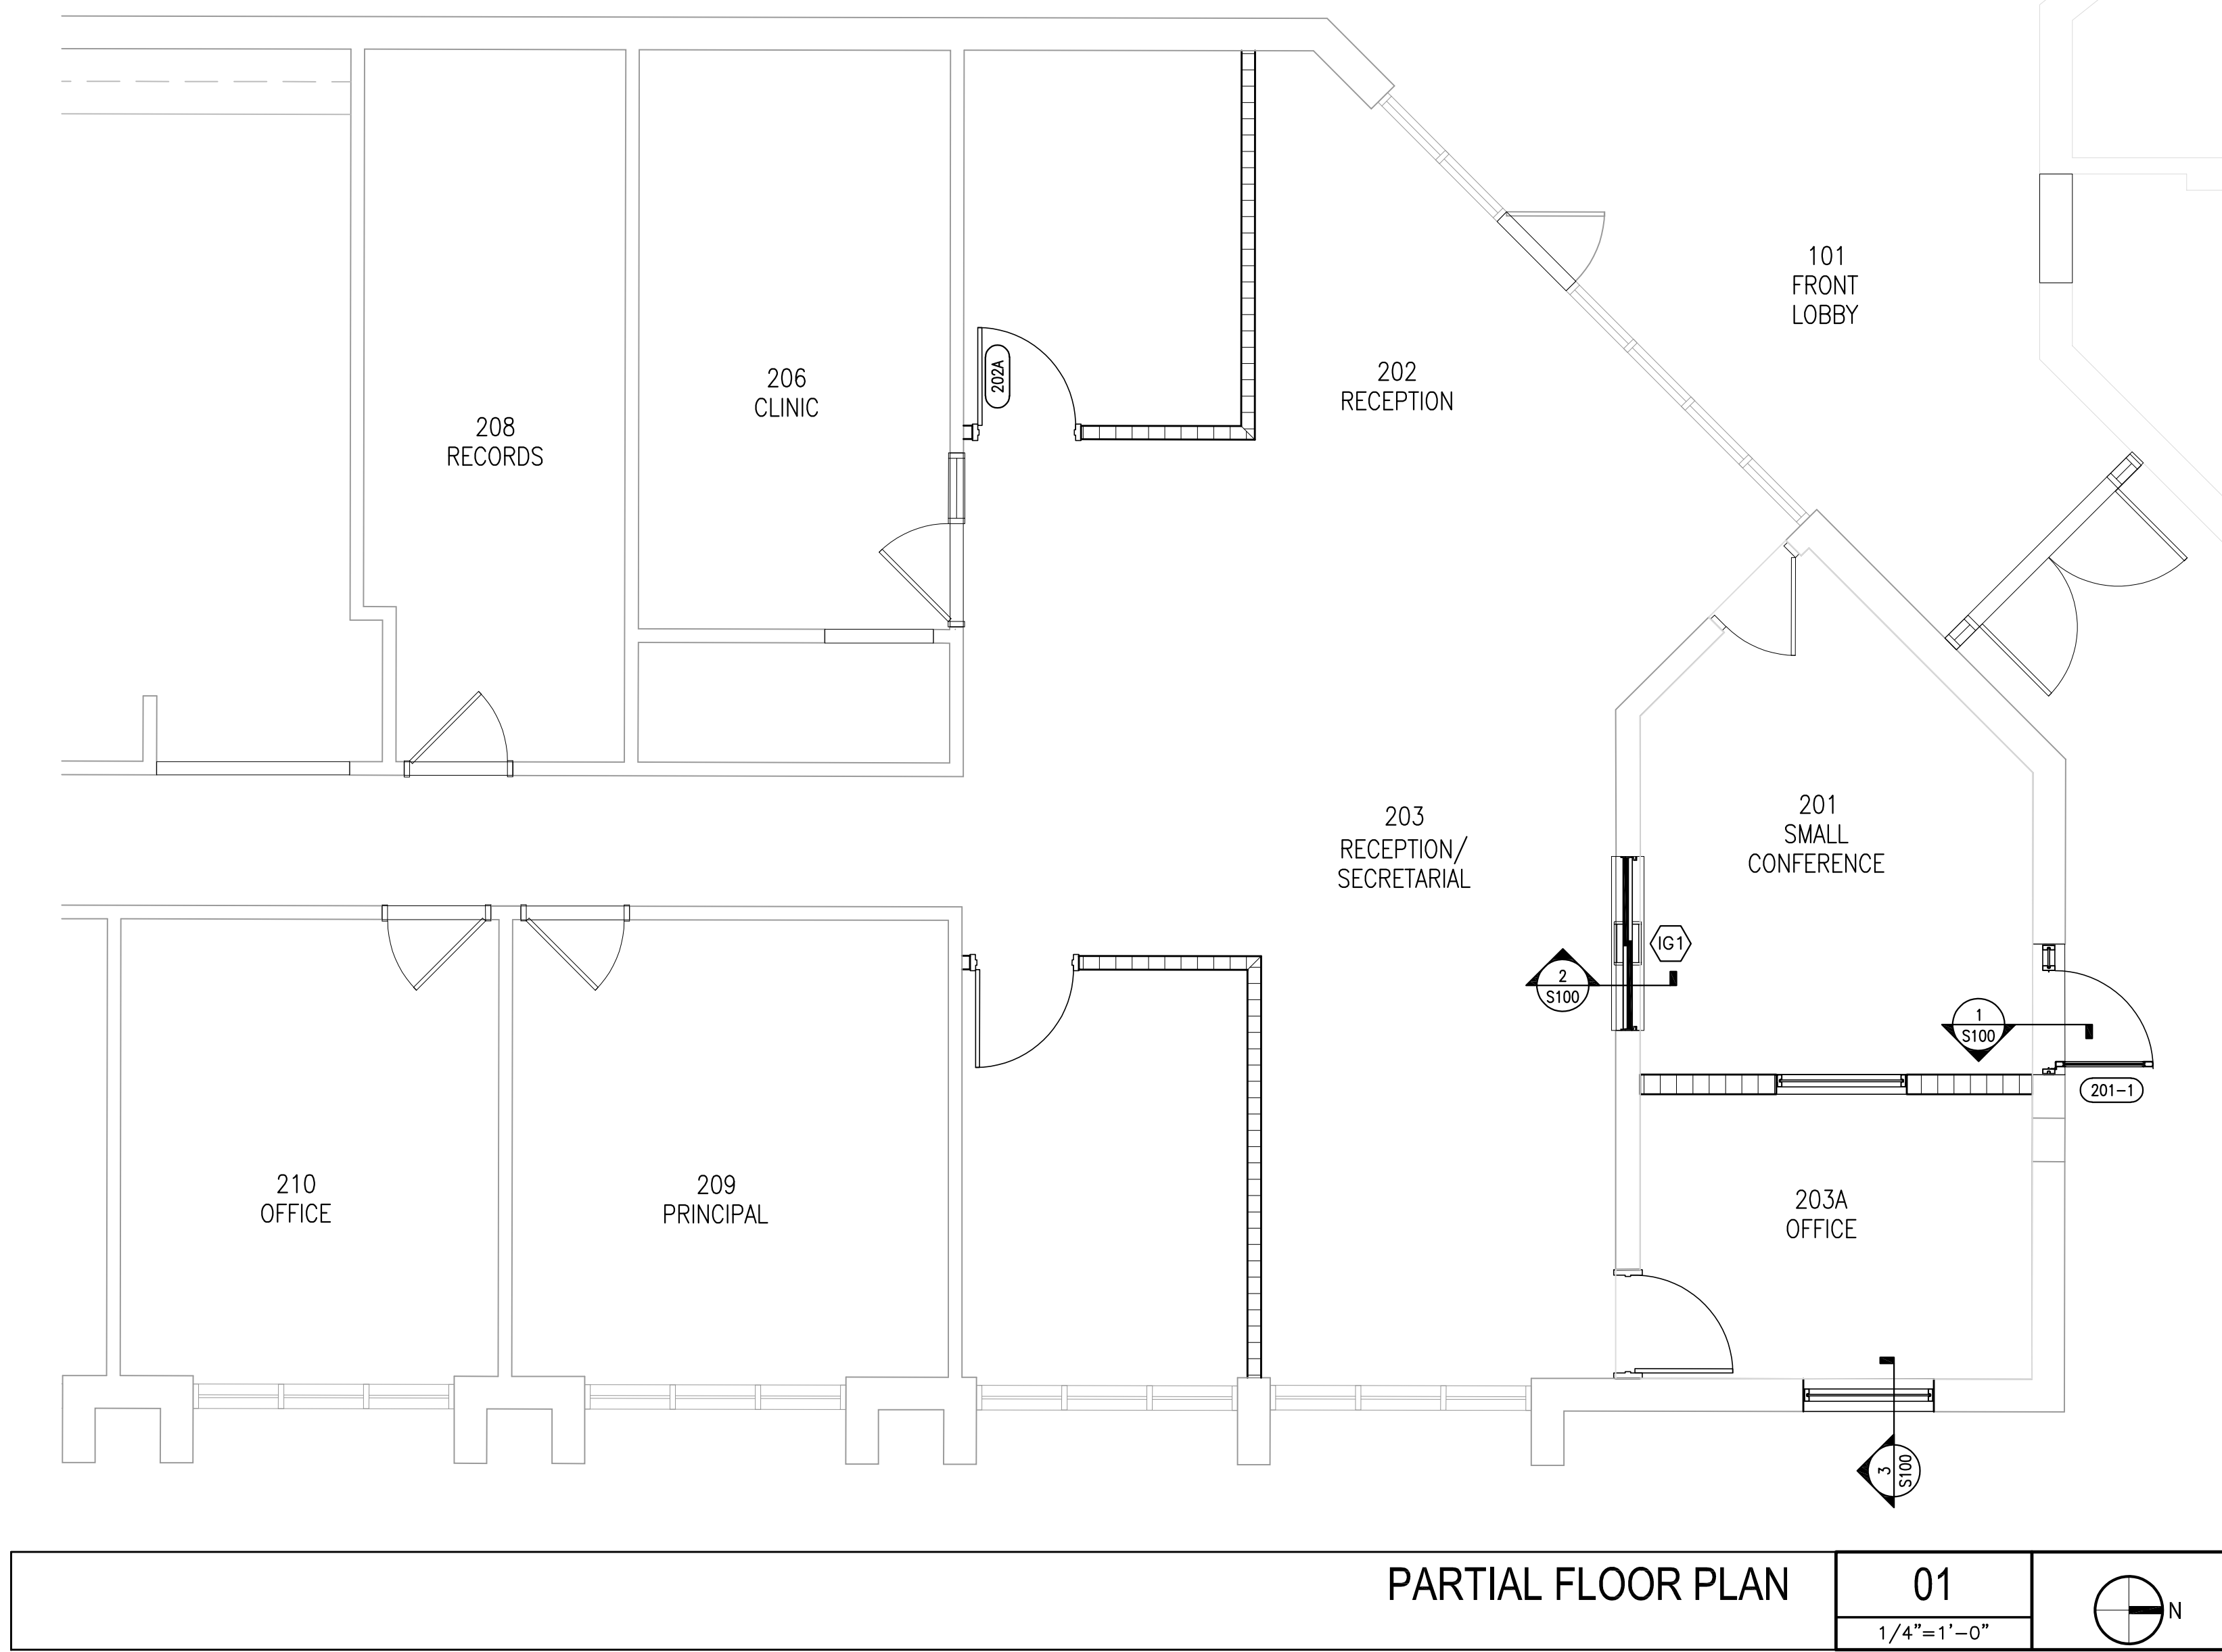 101
FRONT
LOBBY
202A
206
CLINIC
202
RECEPTION
208
RECORDS
203
RECEPTION/
SECRETARIAL
201
SMALL
CONFERENCE
IG1
2
S100
1
S100
201-1
210
OFFICE
209
PRINCIPAL
203A
OFFICE
3
S100
PARTIAL FLOOR PLAN
01
1/4"=1'-0"
N